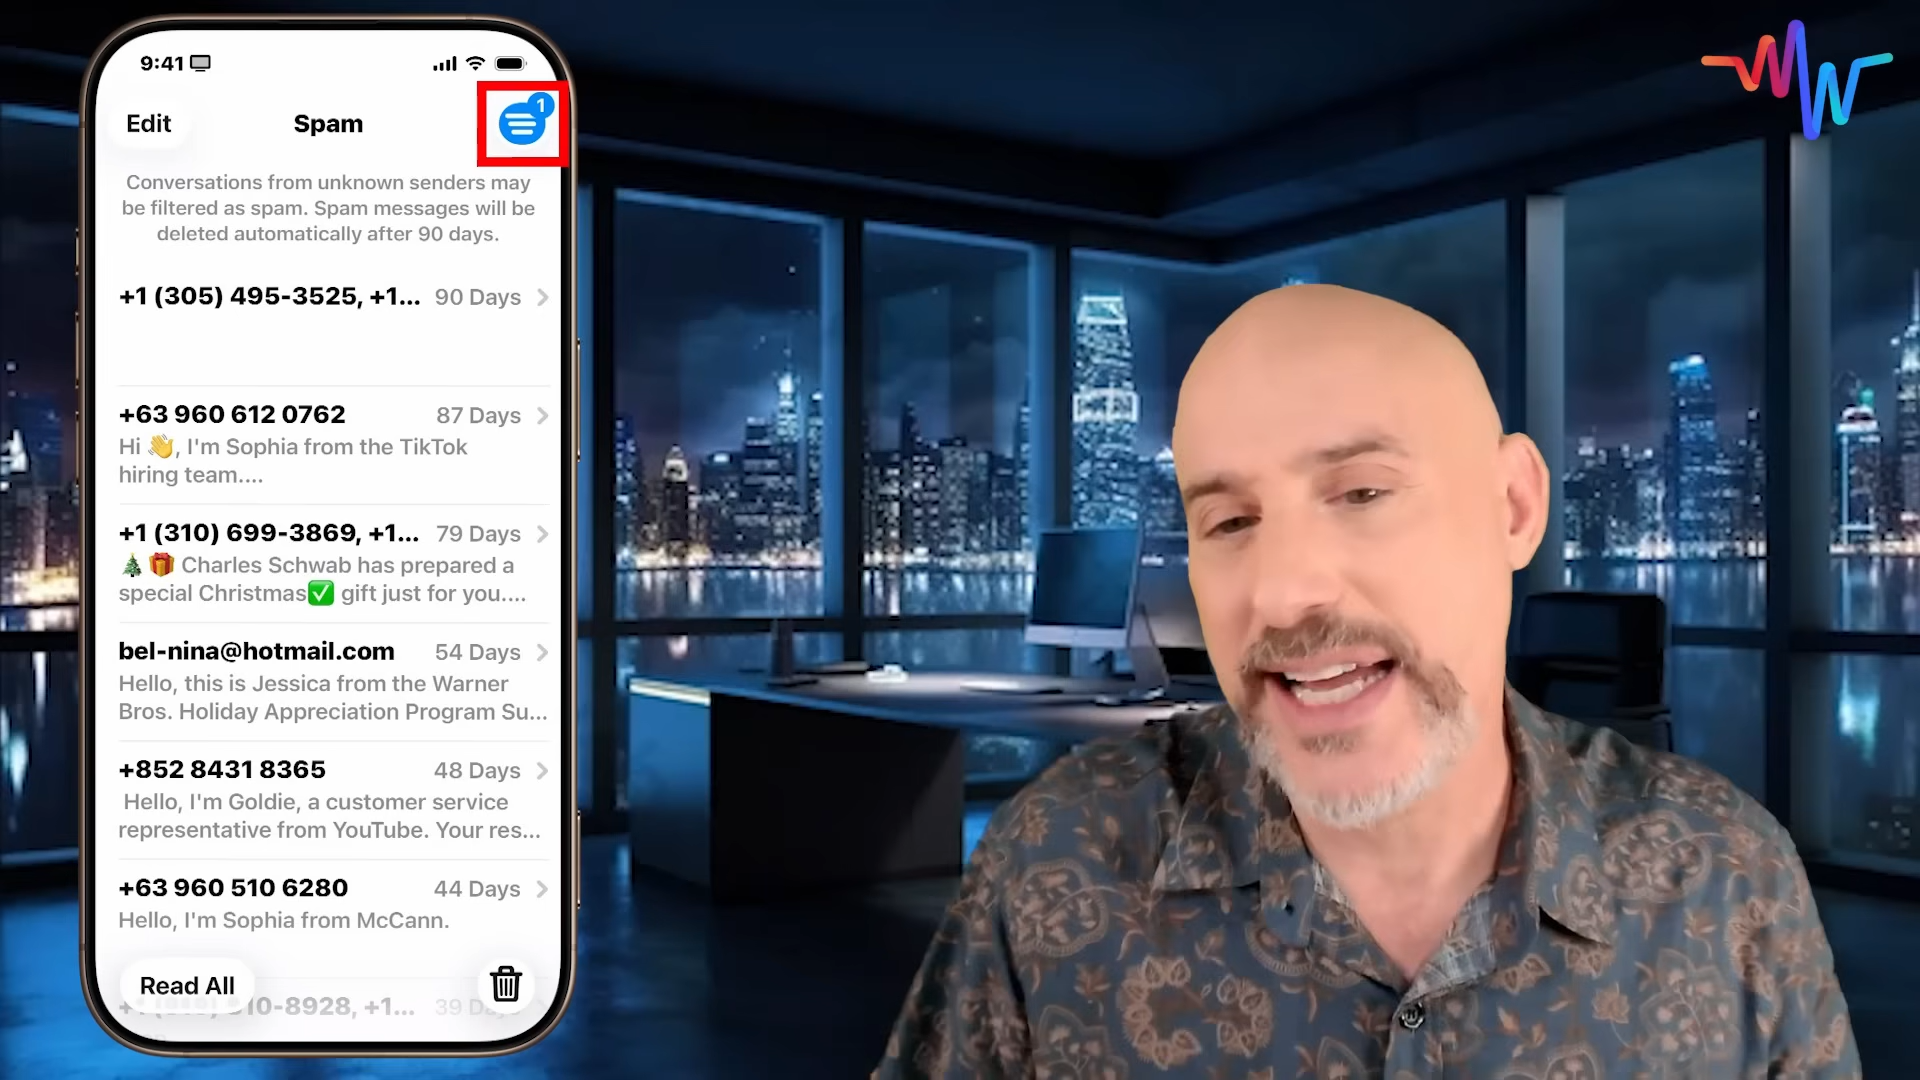 9:41
Edit
Spam
1
Conversations from unknown senders may
be filtered as spam. Spam messages will be
deleted automatically after 90 days.
+1 (305) 495-3525, +1... 90 Days
+63 960 612 0762 87 Days
Hi 👋, I'm Sophia from the TikTok
hiring team....
+1 (310) 699-3869, +1... 79 Days
🎄🎁 Charles Schwab has prepared a
special Christmas✅ gift just for you....
bel-nina@hotmail.com 54 Days
Hello, this is Jessica from the Warner
Bros. Holiday Appreciation Program Su...
+852 8431 8365 48 Days
Hello, I'm Goldie, a customer service
representative from YouTube. Your res...
+63 960 510 6280 44 Days
Hello, I'm Sophia from McCann.
Read All
10-8928, +1... 39
MW